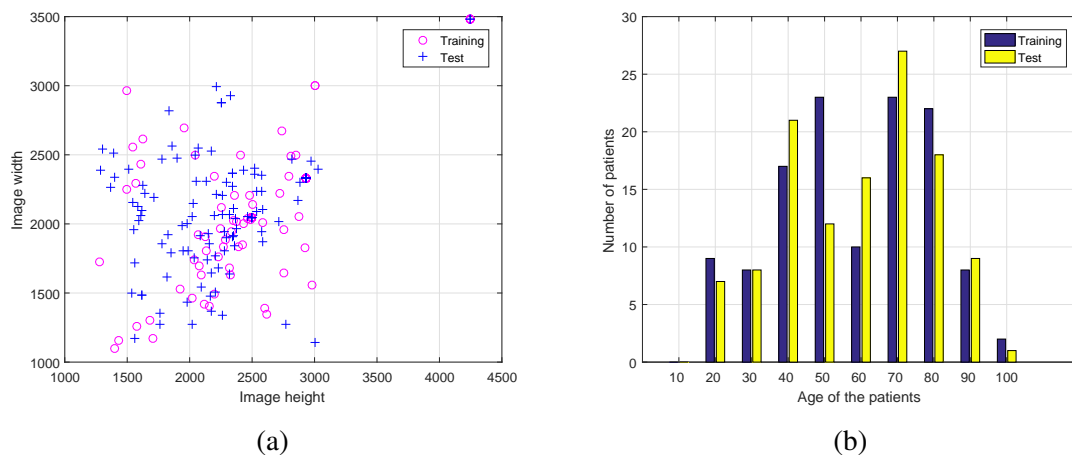 3500
3000
2500
2000
1500
1000
Image width
1000 1500 2000 2500 3000 3500 4000 4500
Image height
Training
Test
(a)
30
25
20
15
10
5
0
Number of patients
10 20 30 40 50 60 70 80 90 100
Age of the patients
Training
Test
(b)